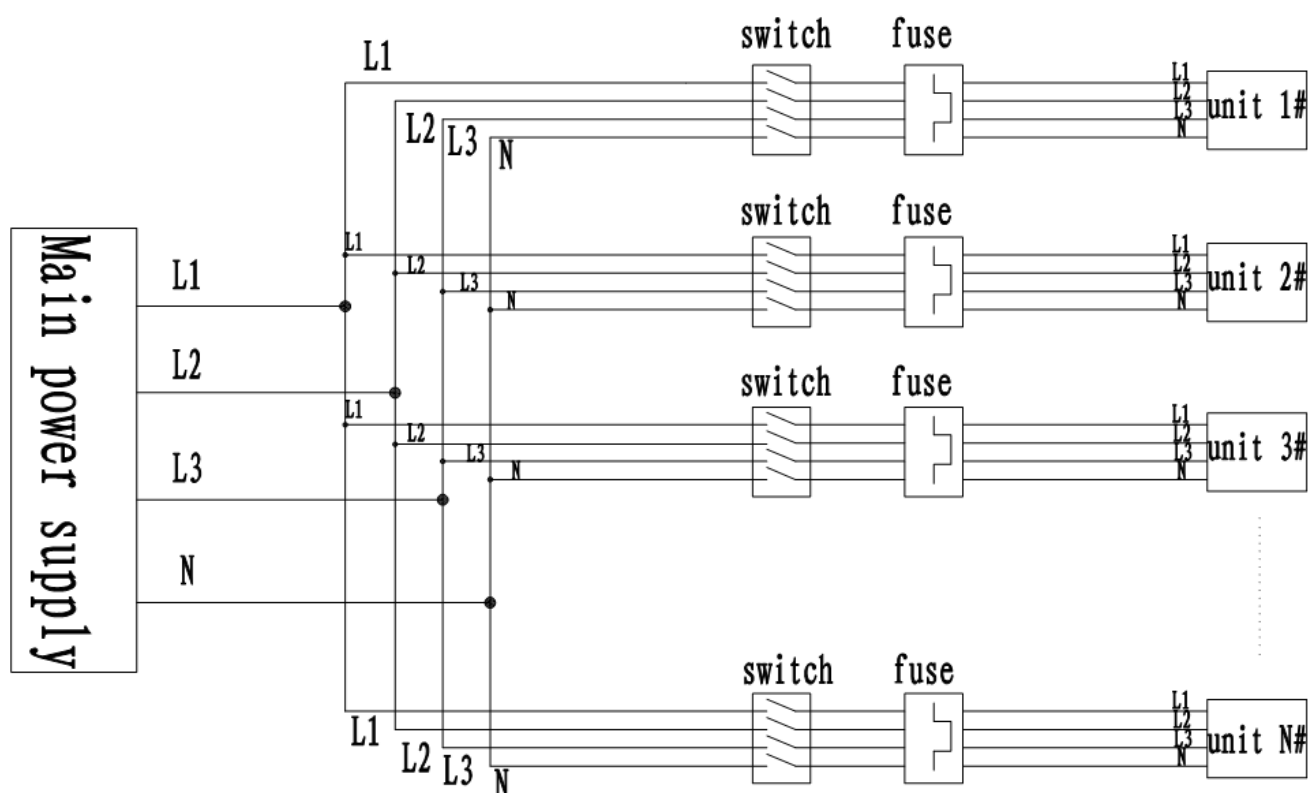 switch fuse
L1
L1
L2
L3
N
unit 1#
L2
L3
N
switch fuse
L1
L2
L3
N
L1
L2
L3
N
unit 2#
Main power supply
L1
L2
L3
N
switch fuse
L1
L2
L3
N
L1
L2
L3
N
unit 3#
switch fuse
L1
L2
L3
N
L1
L2
L3
N
unit N#